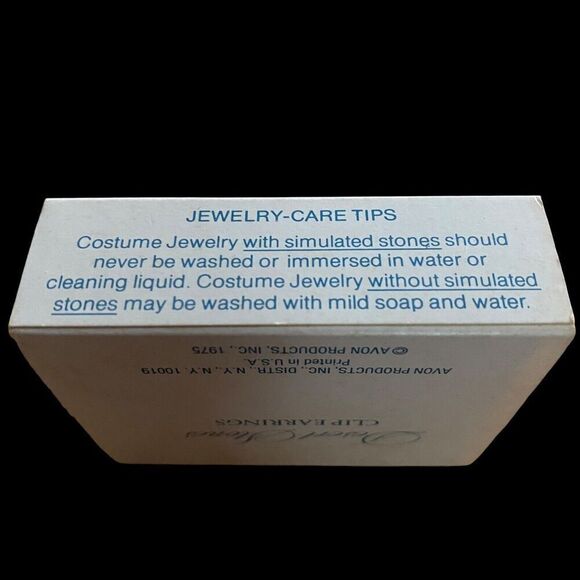 JEWELRY-CARE TIPS
Costume Jewelry with simulated stones should
never be washed or immersed in water or
cleaning liquid. Costume Jewelry without simulated
stones may be washed with mild soap and water.
Desert Stones
CLIP EARRINGS
AVON PRODUCTS, INC., DISTR., N.Y., N.Y. 10019
Printed in U.S.A.
© AVON PRODUCTS, INC., 1975